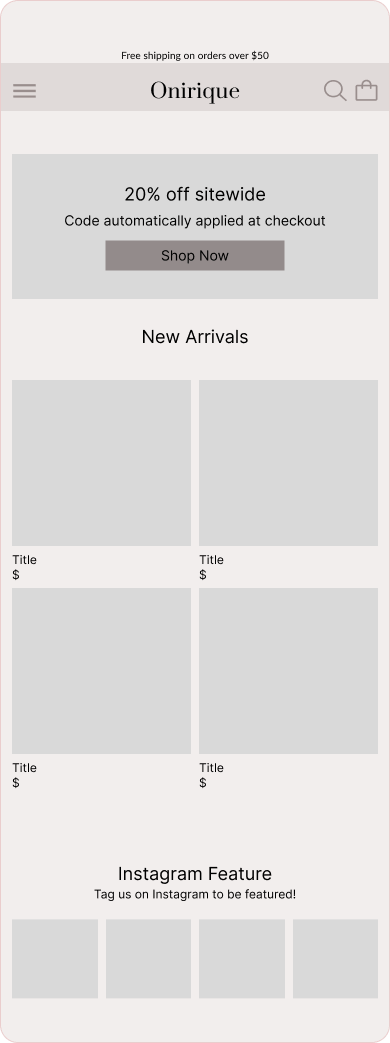 Free shipping on orders over $50
Onirique
20% off sitewide
Code automatically applied at checkout
Shop Now
New Arrivals
Title
$
Title
$
Title
$
Title
$
Instagram Feature
Tag us on Instagram to be featured!